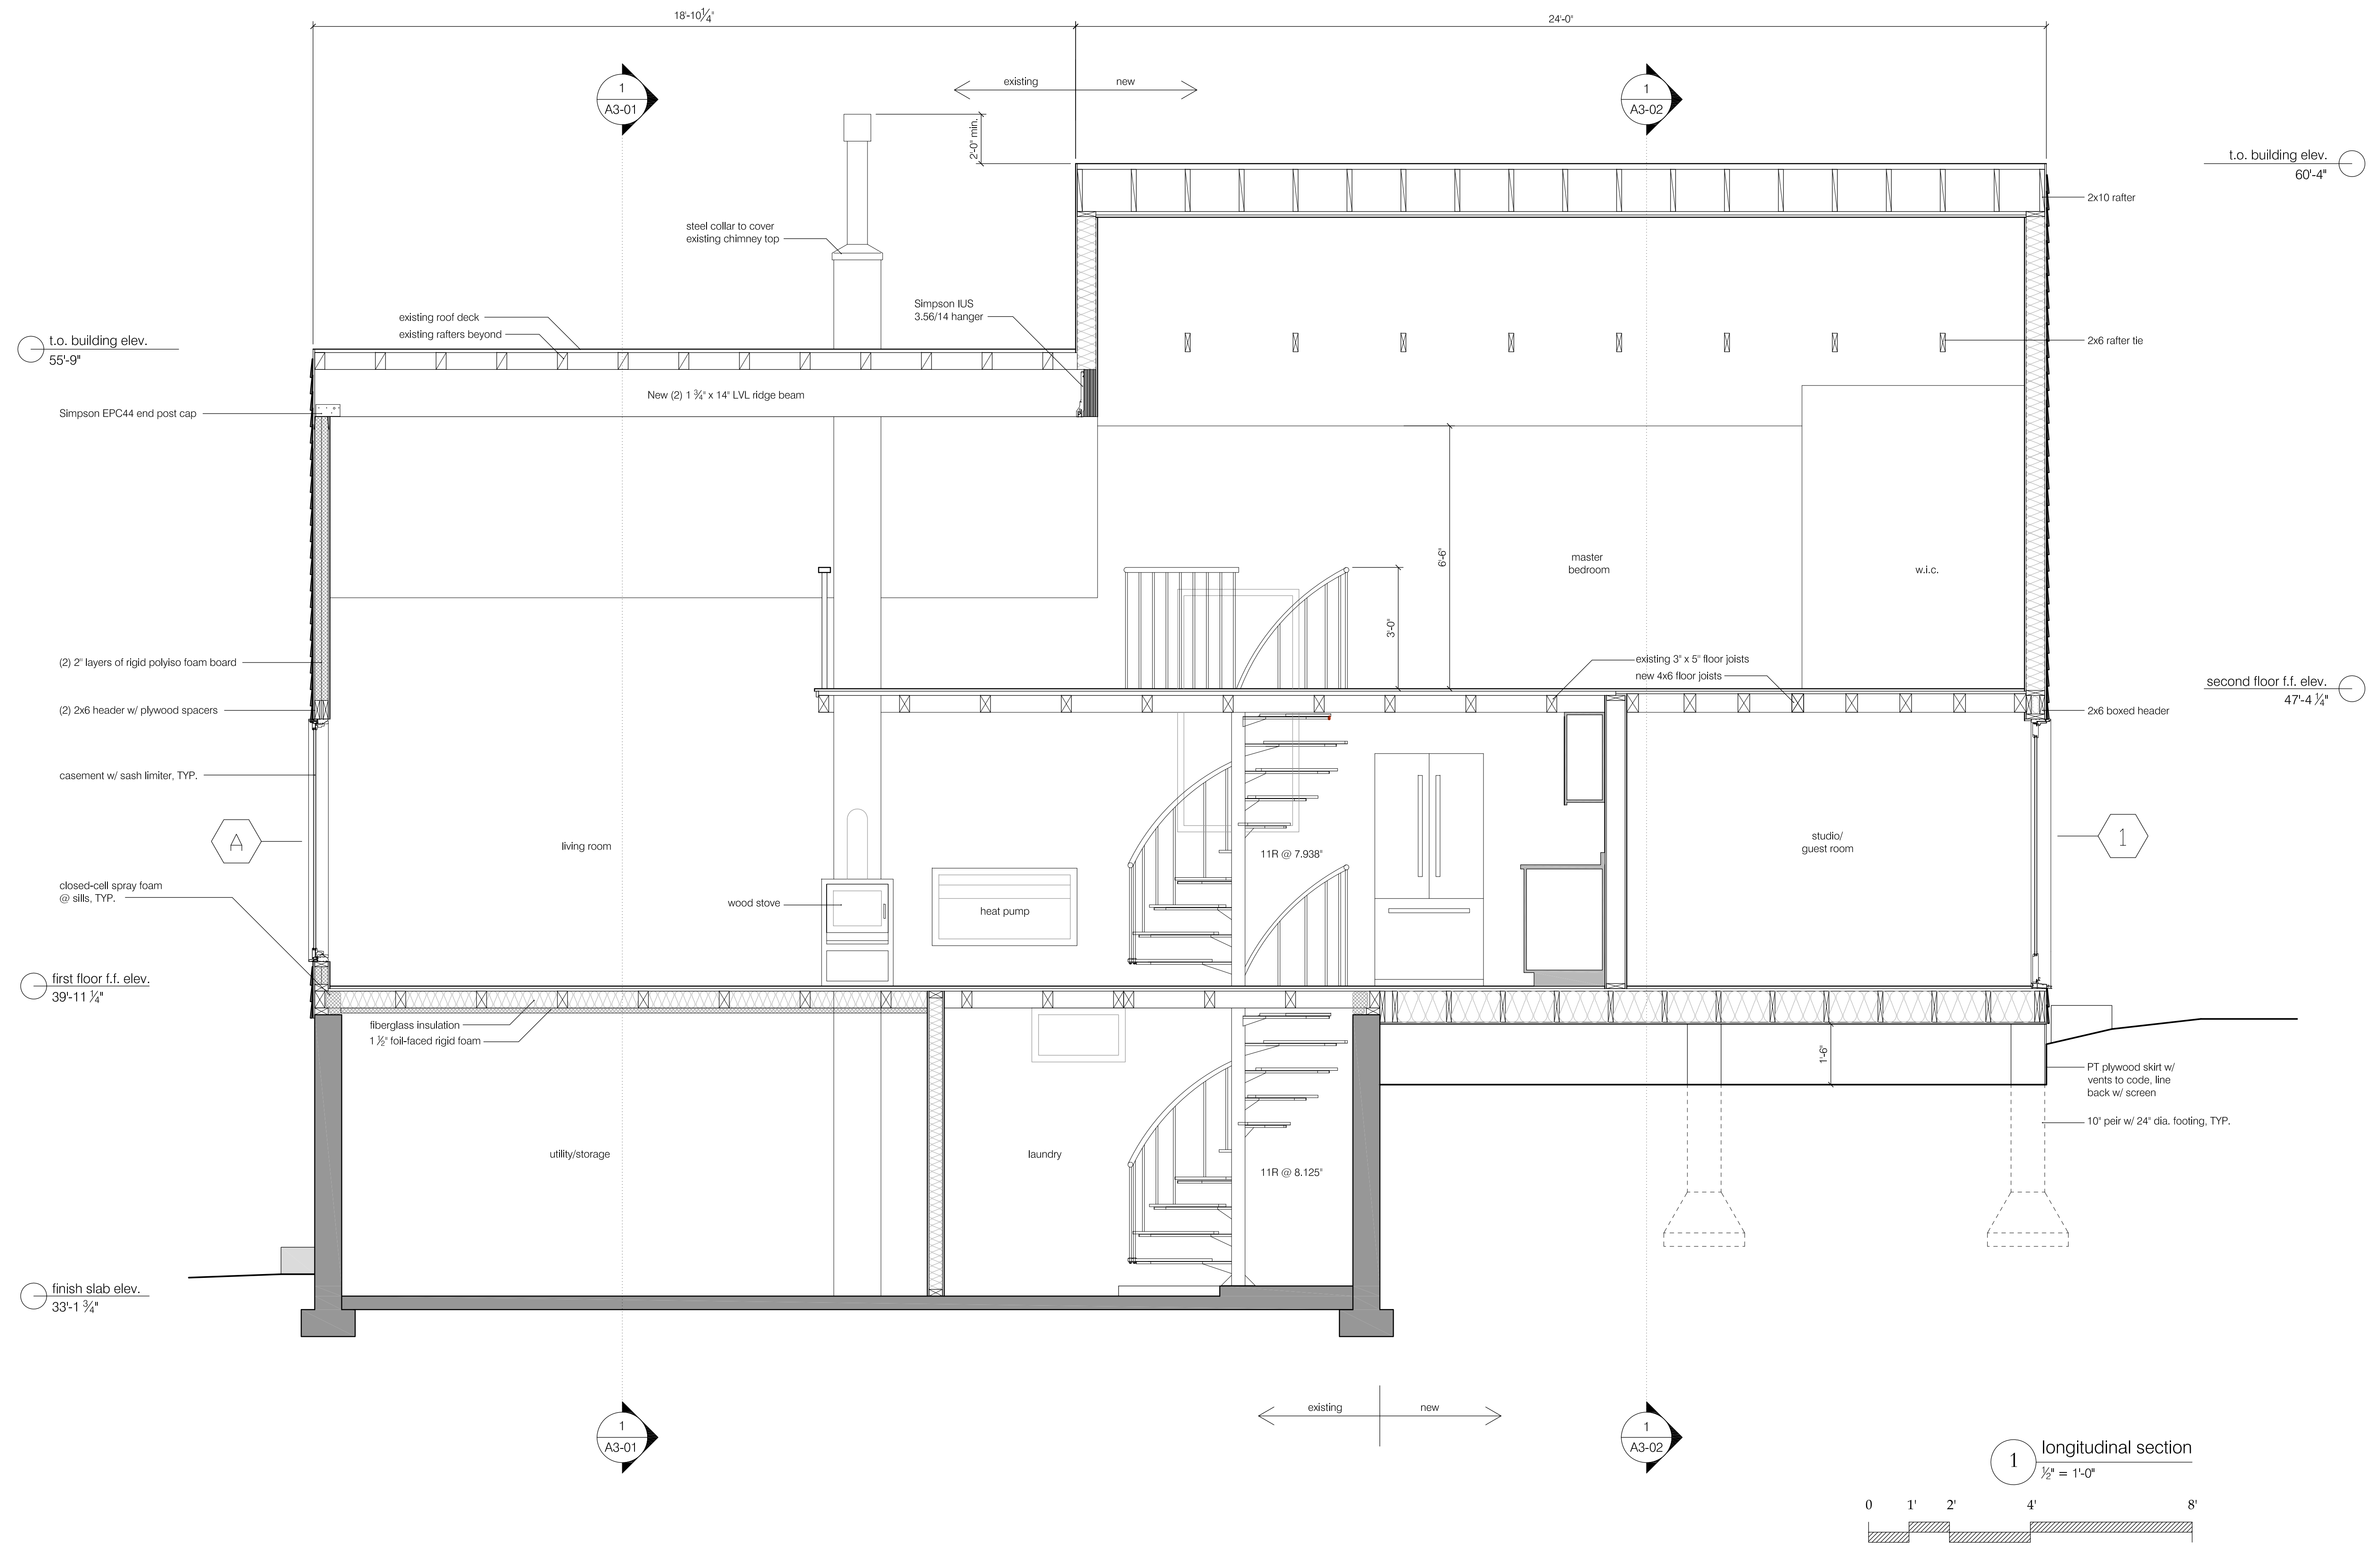 18'-10 1/4"
24'-0"
existing
new
1
A3-01
1
A3-02
2'-0" min.
t.o. building elev.
60'-4"
2x10 rafter
steel collar to cover
existing chimney top
Simpson IUS
3.56/14 hanger
existing roof deck
existing rafters beyond
t.o. building elev.
55'-9"
2x6 rafter tie
New (2) 1 3/4" x 14" LVL ridge beam
Simpson EPC44 end post cap
6'-6"
master
bedroom
w.i.c.
3'-0"
(2) 2" layers of rigid polyiso foam board
existing 3" x 5" floor joists
new 4x6 floor joists
second floor f.f. elev.
47'-4 1/4"
(2) 2x6 header w/ plywood spacers
2x6 boxed header
casement w/ sash limiter, TYP.
A
living room
11R @ 7.938"
studio/
guest room
1
closed-cell spray foam
@ sills, TYP.
wood stove
heat pump
first floor f.f. elev.
39'-11 1/4"
fiberglass insulation
1 1/2" foil-faced rigid foam
1'-6"
PT plywood skirt w/
vents to code, line
back w/ screen
10" peir w/ 24" dia. footing, TYP.
utility/storage
laundry
11R @ 8.125"
finish slab elev.
33'-1 3/4"
existing
new
1
A3-01
1
A3-02
1
longitudinal section
1/2" = 1'-0"
0 1' 2' 4' 8'